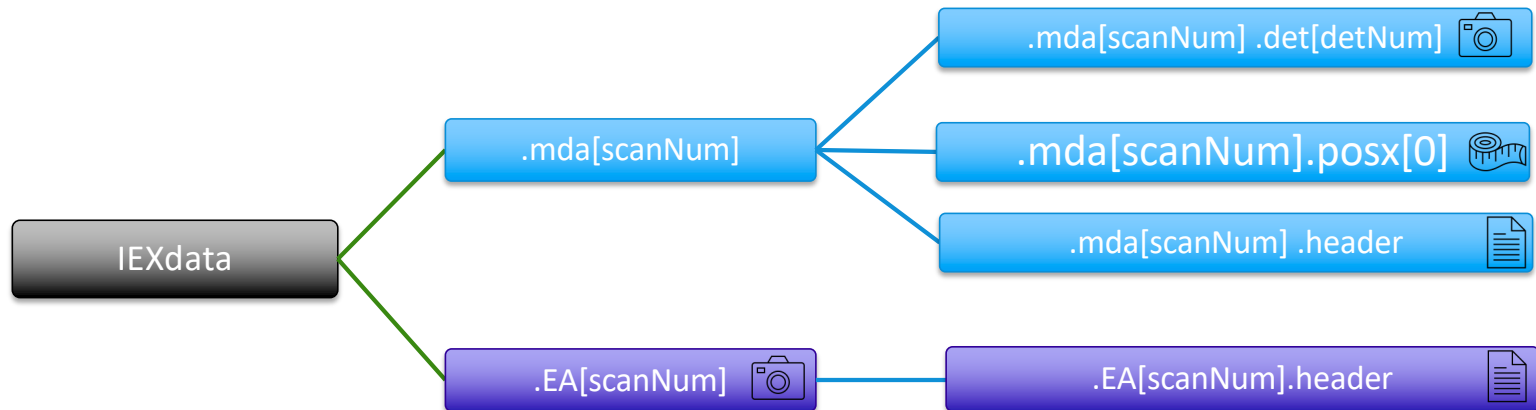 .mda[scanNum] .det[detNum]
.mda[scanNum]
.mda[scanNum].posx[0]
.mda[scanNum] .header
IEXdata
.EA[scanNum]
.EA[scanNum].header